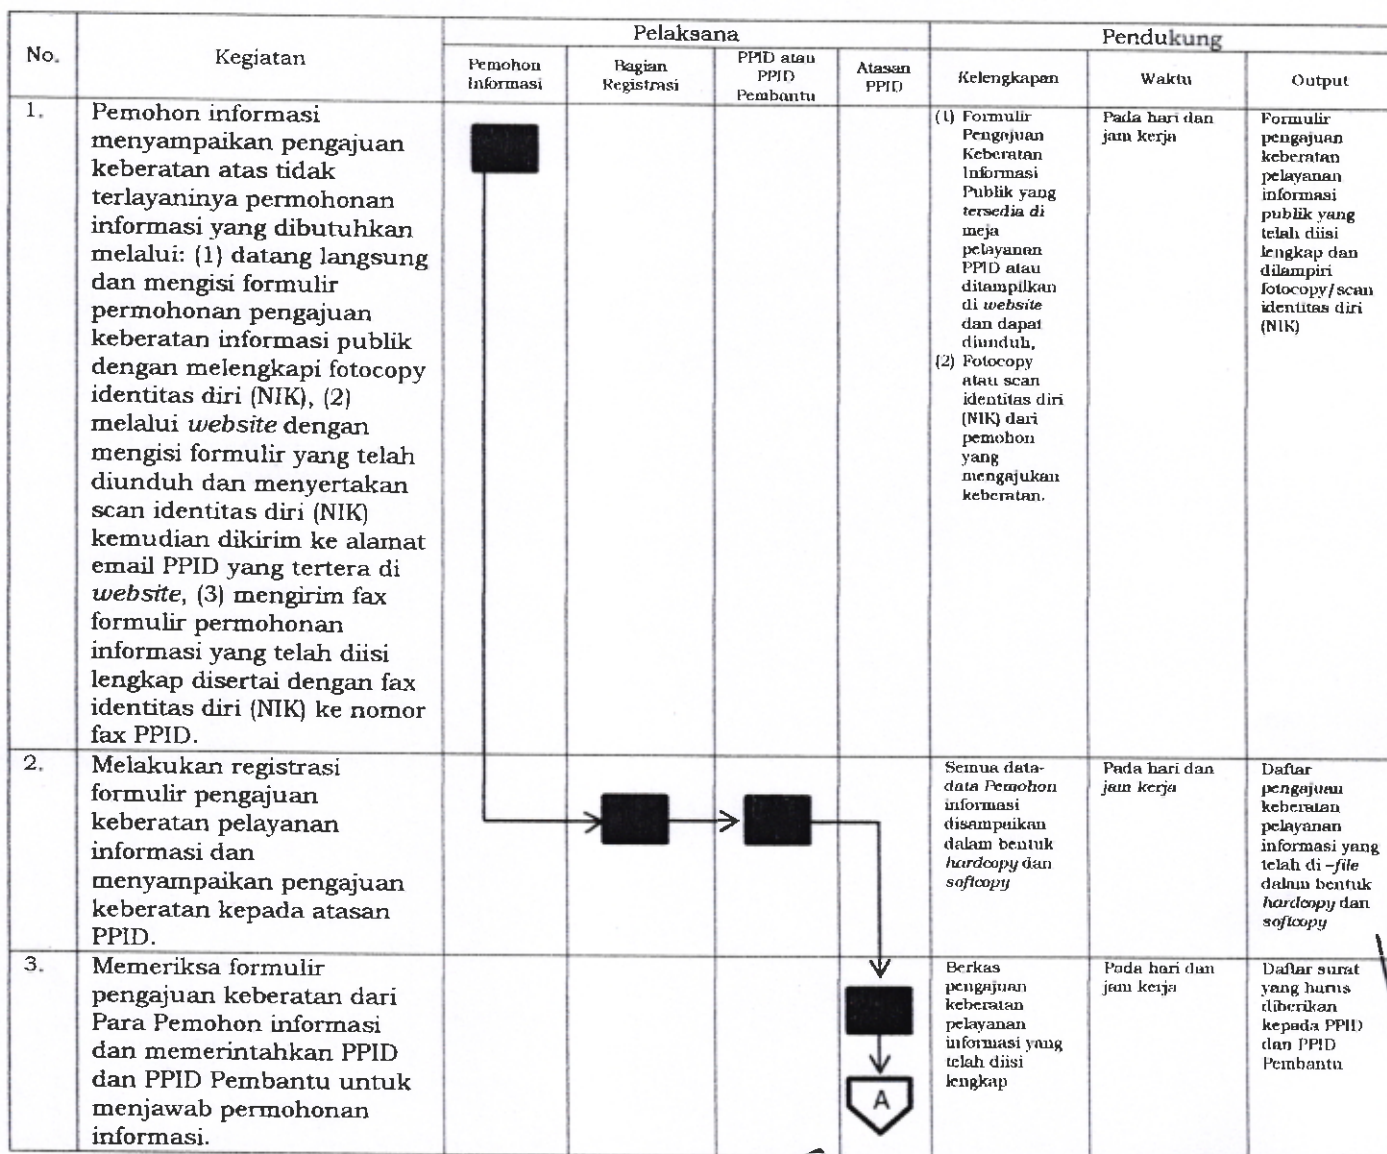 No.
Kegiatan
Pelaksana
Pendukung
Pemohon
Informasi
Bagian
Registrasi
PPID atau
PPID
Pembantu
Atasan
PPID
Kelengkapan
Waktu
Output
1.
Pemohon informasi
menyampaikan pengajuan
keberatan atas tidak
terlayaninya permohonan
informasi yang dibutuhkan
melalui: (1) datang langsung
dan mengisi formulir
permohonan pengajuan
keberatan informasi publik
dengan melengkapi fotocopy
identitas diri (NIK), (2)
melalui website dengan
mengisi formulir yang telah
diunduh dan menyertakan
scan identitas diri (NIK)
kemudian dikirim ke alamat
email PPID yang tertera di
website, (3) mengirim fax
formulir permohonan
informasi yang telah diisi
lengkap disertai dengan fax
identitas diri (NIK) ke nomor
fax PPID.
(1) Formulir
Pengajuan
Keberatan
Informasi
Publik yang
tersedia di
meja
pelayanan
PPID atau
ditampilkan
di website
dan dapat
diunduh,
(2) Fotocopy
atau scan
identitas diri
(NIK) dari
pemohon
yang
mengajukan
keberatan.
Pada hari dan
jam kerja
Formulir
pengajuan
keberatan
pelayanan
informasi
publik yang
telah diisi
lengkap dan
dilampiri
fotocopy/scan
identitas diri
(NIK)
2.
Melakukan registrasi
formulir pengajuan
keberatan pelayanan
informasi dan
menyampaikan pengajuan
keberatan kepada atasan
PPID.
Semua data-
data Pemohon
informasi
disampaikan
dalam bentuk
hardcopy dan
softcopy
Pada hari dan
jam kerja
Daftar
pengajuan
keberatan
pelayanan
informasi yang
telah di –file
dalam bentuk
hardcopy dan
softcopy
3.
Memeriksa formulir
pengajuan keberatan dari
Para Pemohon informasi
dan memerintahkan PPID
dan PPID Pembantu untuk
menjawab permohonan
informasi.
A
Berkas
pengajuan
keberatan
pelayanan
informasi yang
telah diisi
lengkap
Pada hari dan
jam kerja
Daftar surat
yang harus
diberikan
kepada PPID
dan PPID
Pembantu